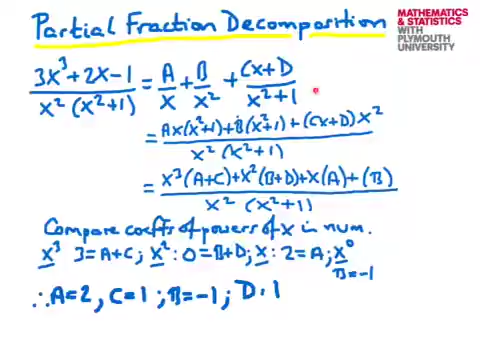 Partial Fraction Decomposition
MATHEMATICS
& STATISTICS
WITH
PLYMOUTH
UNIVERSITY
3x³+2x-1 / x²(x²+1) = A/x + B/x² + (Cx+D)/(x²+1)
= Ax(x²+1)+B(x²+1)+(Cx+D)x² / x²(x²+1)
= x³(A+C)+x²(B+D)+x(A)+(B) / x²(x²+1)
Compare coeffs of powers of x in num.
x³ 3=A+C; x²: 0=B+D; x: 2=A; x⁰
B=-1
∴A=2, C=1; B=-1; D=1